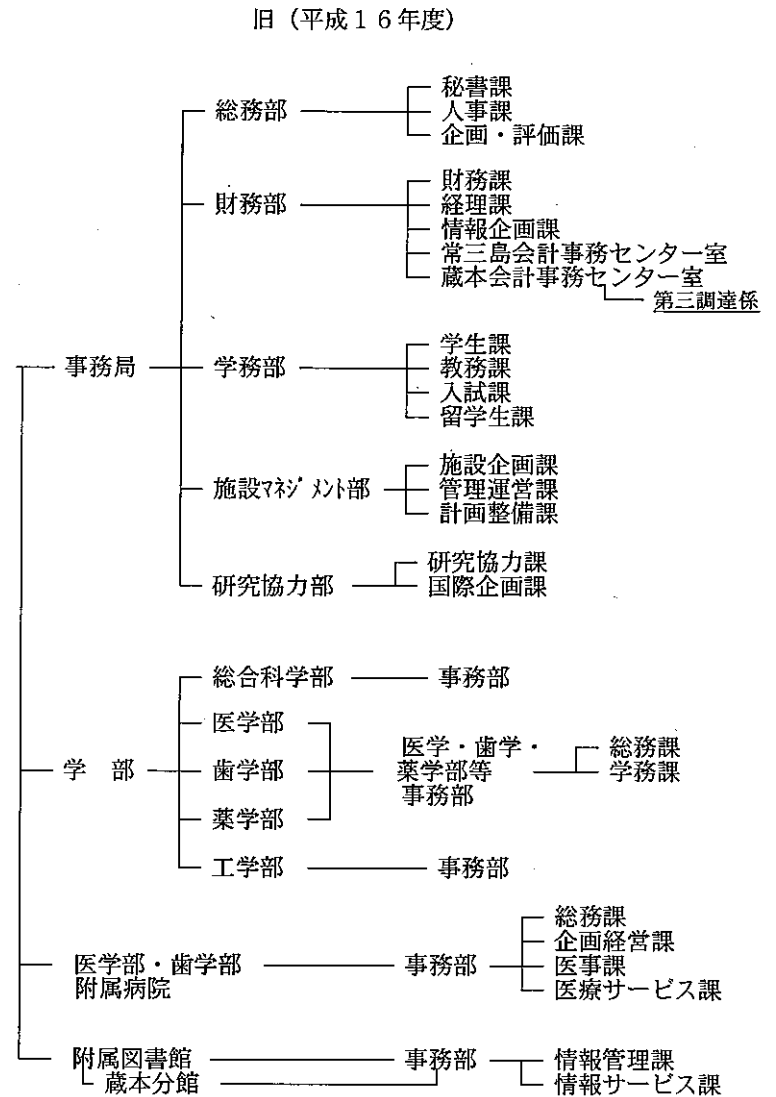 旧（平成１６年度）
総務部
秘書課
人事課
企画・評価課
財務部
財務課
経理課
情報企画課
常三島会計事務センター室
蔵本会計事務センター室
第三調達係
事務局
学務部
学生課
教務課
入試課
留学生課
施設マネジメント部
施設企画課
管理運営課
計画整備課
研究協力部
研究協力課
国際企画課
学　部
総合科学部
事務部
医学部
歯学部
薬学部
医学・歯学・
薬学部等
事務部
総務課
学務課
工学部
事務部
医学部・歯学部
附属病院
事務部
総務課
企画経営課
医事課
医療サービス課
附属図書館
蔵本分館
事務部
情報管理課
情報サービス課